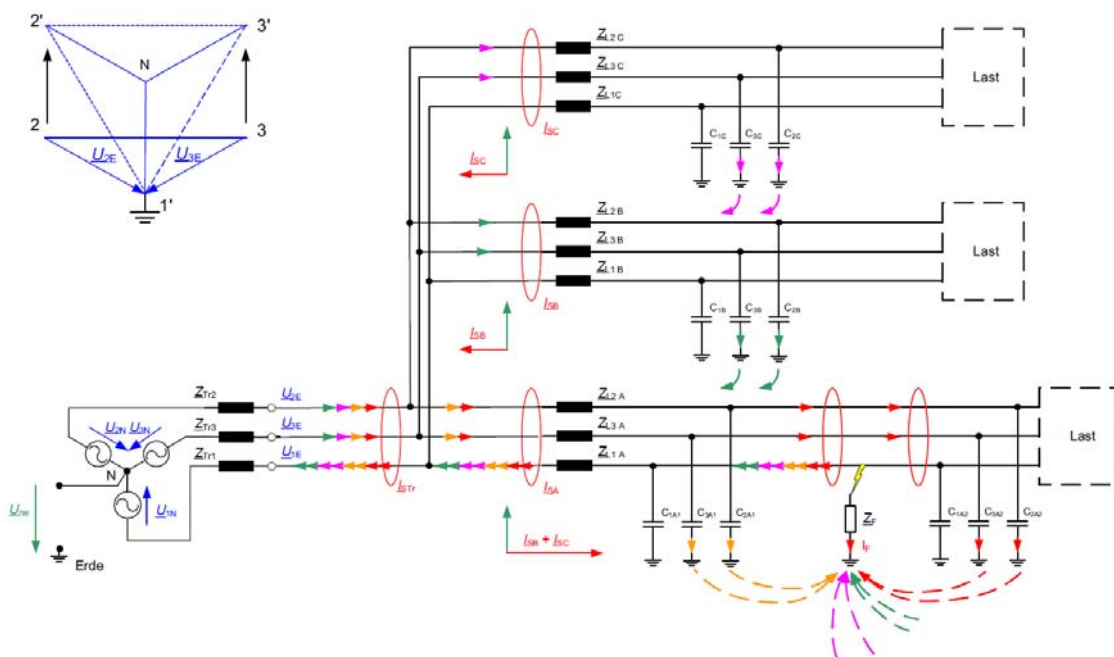 2'
3'
N
2
3
U2E
U3E
1'
ZL2 C
ZL3 C
ZL1C
ISC
C1C
C3C
C2C
Last
ISC
ZL2 B
ZL3 B
ZL1 B
ISB
C1B
C3B
C2B
Last
ISB
ZTr2
U2E
ZTr3
U3E
ZTr1
U1E
U2N U3N
N
U1N
Une
Erde
ISTr
ISA
ISB + ISC
ZL2 A
ZL3 A
ZL1 A
C1A1
C3A1
C2A1
ZF
IF
C1A2
C3A2
C2A2
Last